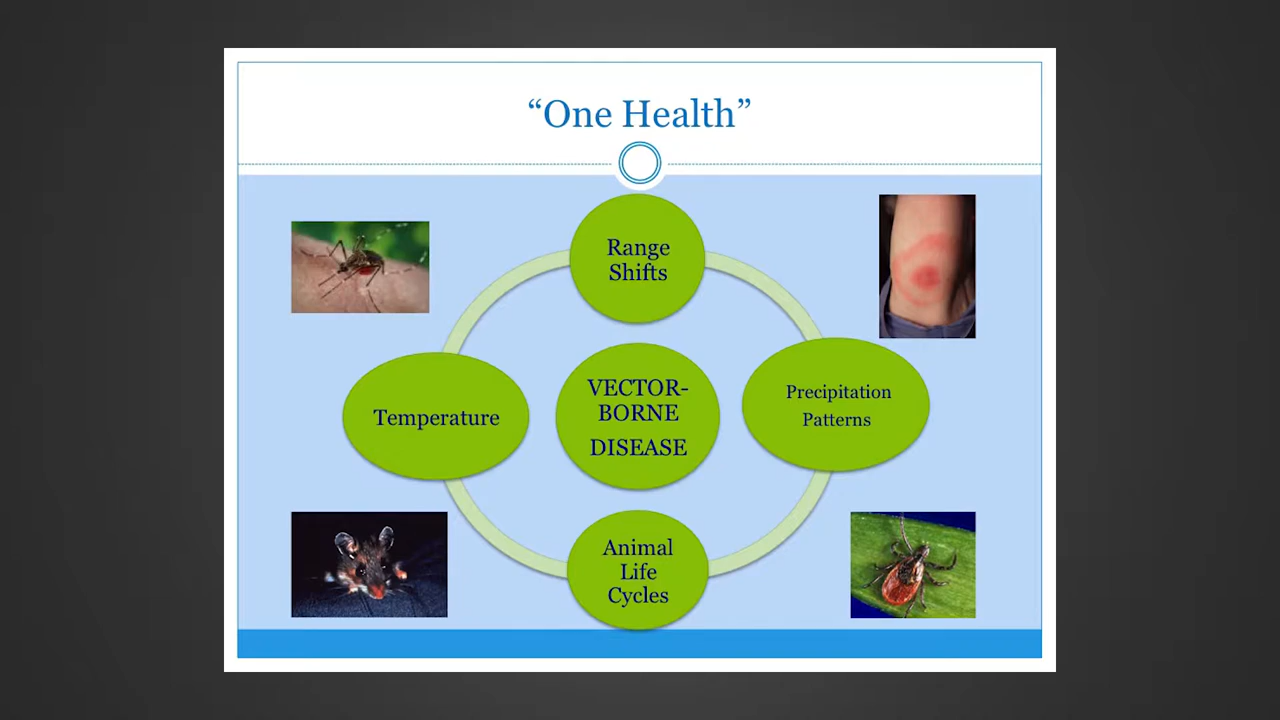 “One Health”
Range
Shifts
Temperature
VECTOR-
BORNE
DISEASE
Precipitation
Patterns
Animal
Life
Cycles